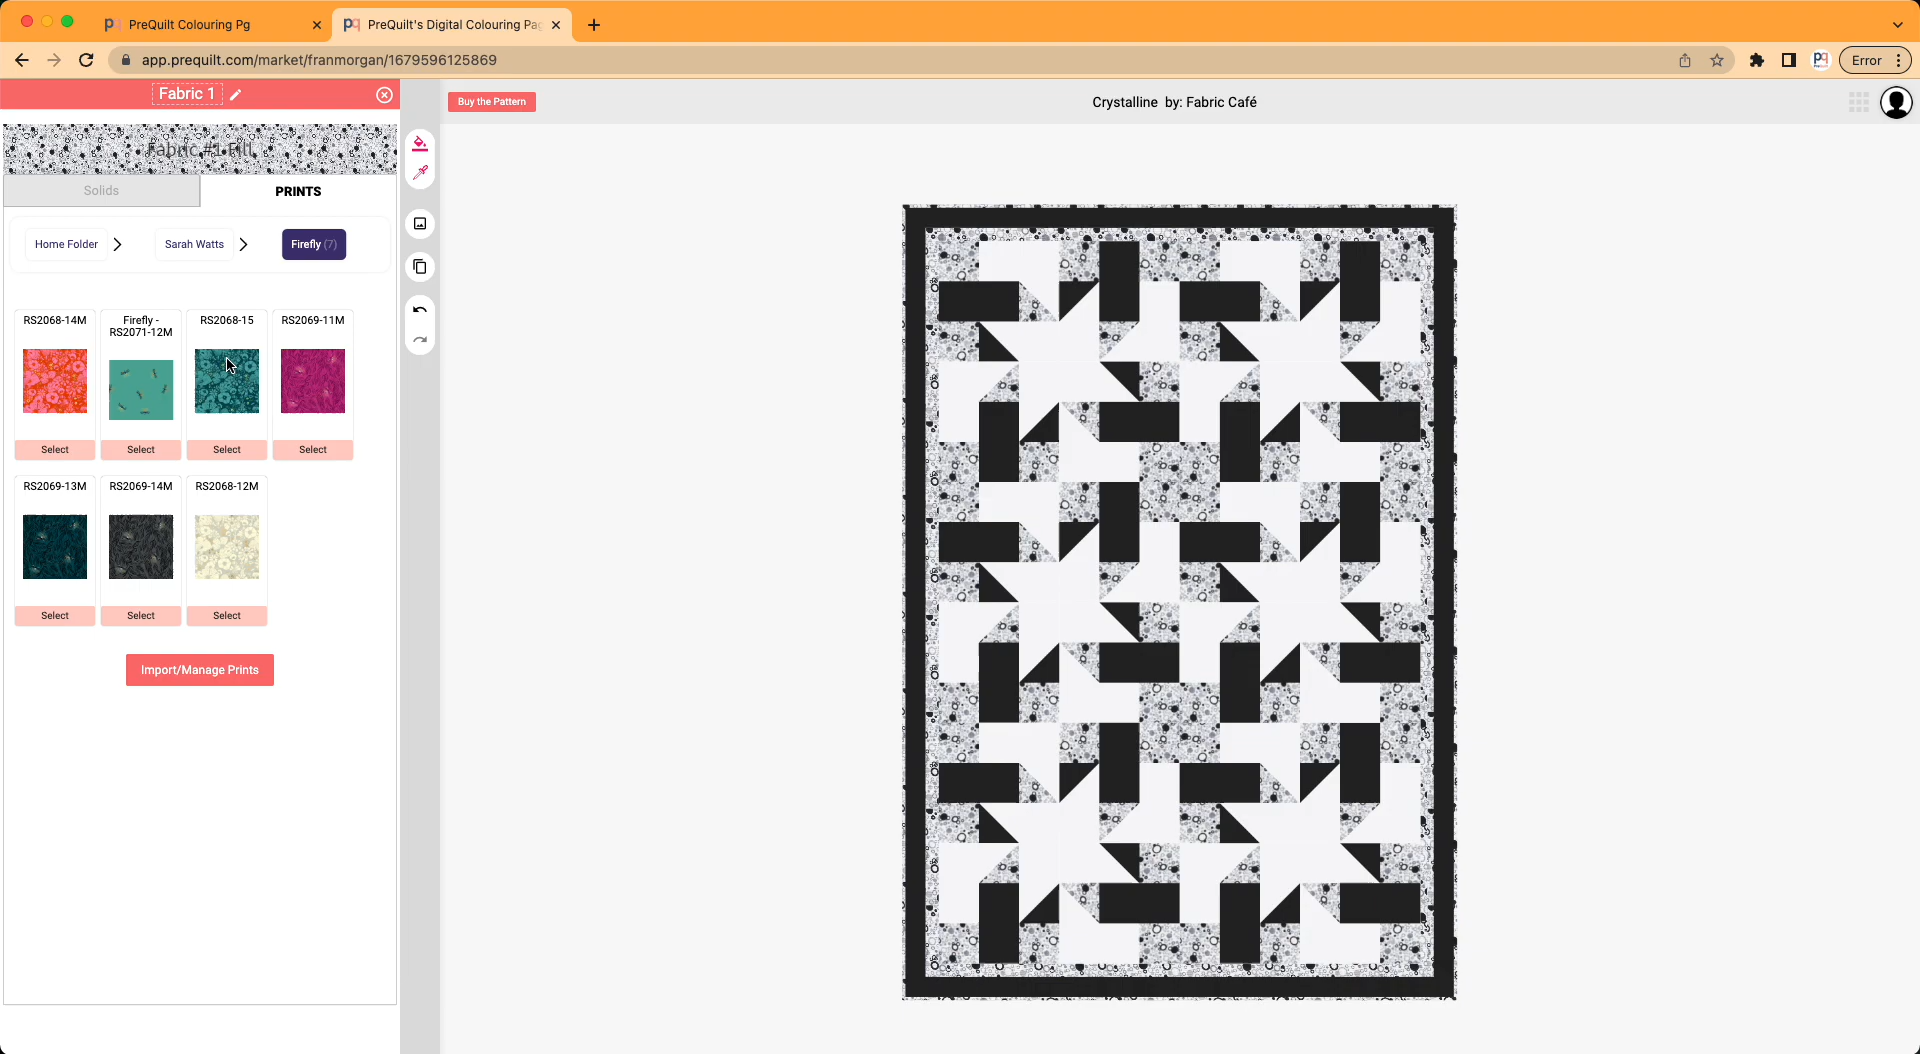 PreQuilt Colouring Pg
PreQuilt's Digital Colouring Pa
app.prequilt.com/market/franmorgan/1679596125869
Error
Fabric 1
Buy the Pattern
Crystalline by: Fabric Café
Fabric #1 Fill
Solids
PRINTS
Home Folder
Sarah Watts
Firefly (7)
RS2068-14M
Firefly -
RS2071-12M
RS2068-15
RS2069-11M
Select
Select
Select
Select
RS2069-13M
RS2069-14M
RS2068-12M
Select
Select
Select
Import/Manage Prints